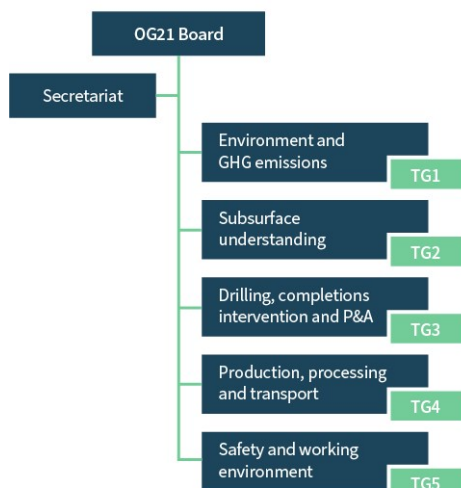 OG21 Board
Secretariat
Environment and
GHG emissions
TG1
Subsurface
understanding
TG2
Drilling, completions
intervention and P&A
TG3
Production, processing
and transport
TG4
Safety and working
environment
TG5